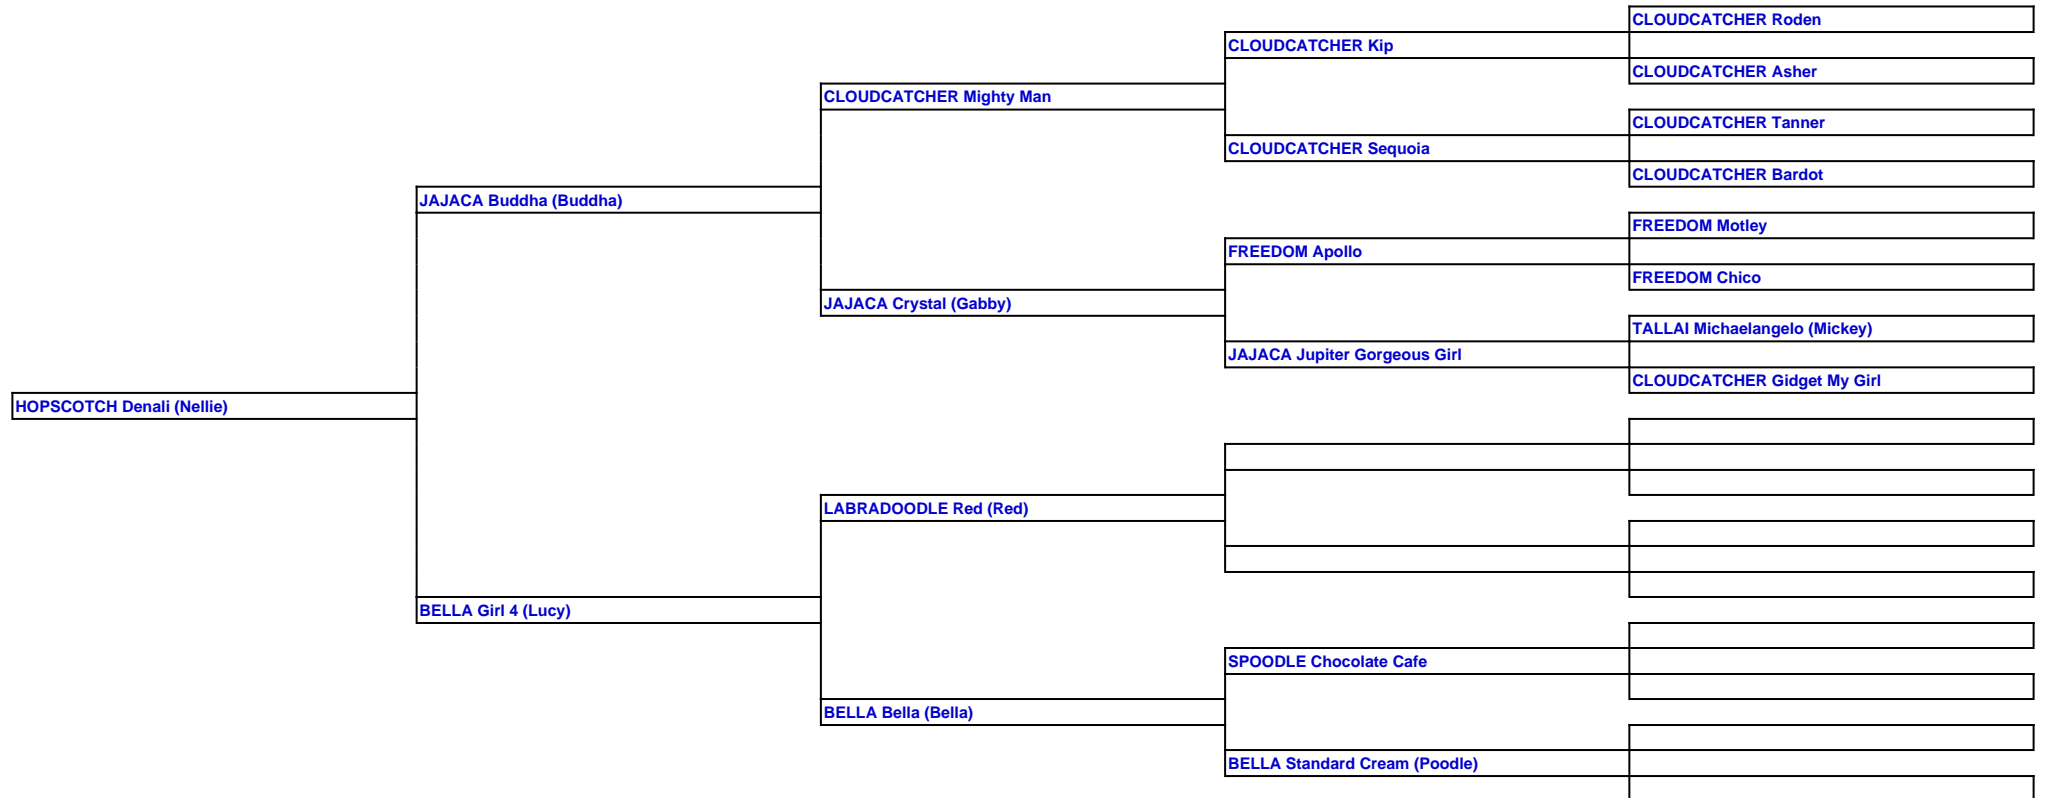 CLOUDCATCHER Roden
CLOUDCATCHER Kip
CLOUDCATCHER Asher
CLOUDCATCHER Mighty Man
CLOUDCATCHER Tanner
CLOUDCATCHER Sequoia
CLOUDCATCHER Bardot
JAJACA Buddha (Buddha)
FREEDOM Motley
FREEDOM Apollo
FREEDOM Chico
JAJACA Crystal (Gabby)
TALLAI Michaelangelo (Mickey)
JAJACA Jupiter Gorgeous Girl
CLOUDCATCHER Gidget My Girl
HOPSCOTCH Denali (Nellie)
LABRADOODLE Red (Red)
BELLA Girl 4 (Lucy)
SPOODLE Chocolate Cafe
BELLA Bella (Bella)
BELLA Standard Cream (Poodle)